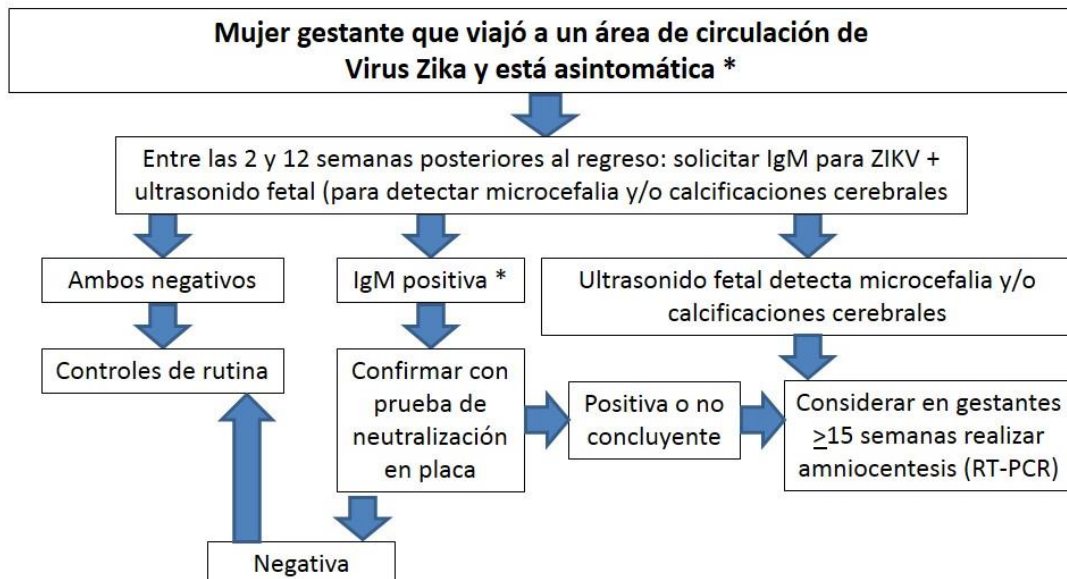 Mujer gestante que viajó a un área de circulación de
Virus Zika y está asintomática *
Entre las 2 y 12 semanas posteriores al regreso: solicitar IgM para ZIKV +
ultrasonido fetal (para detectar microcefalia y/o calcificaciones cerebrales
Ambos negativos
IgM positiva *
Ultrasonido fetal detecta microcefalia y/o
calcificaciones cerebrales
Controles de rutina
Confirmar con
prueba de
neutralización
en placa
Positiva o no
concluyente
Considerar en gestantes
≥15 semanas realizar
amniocentesis (RT-PCR)
Negativa